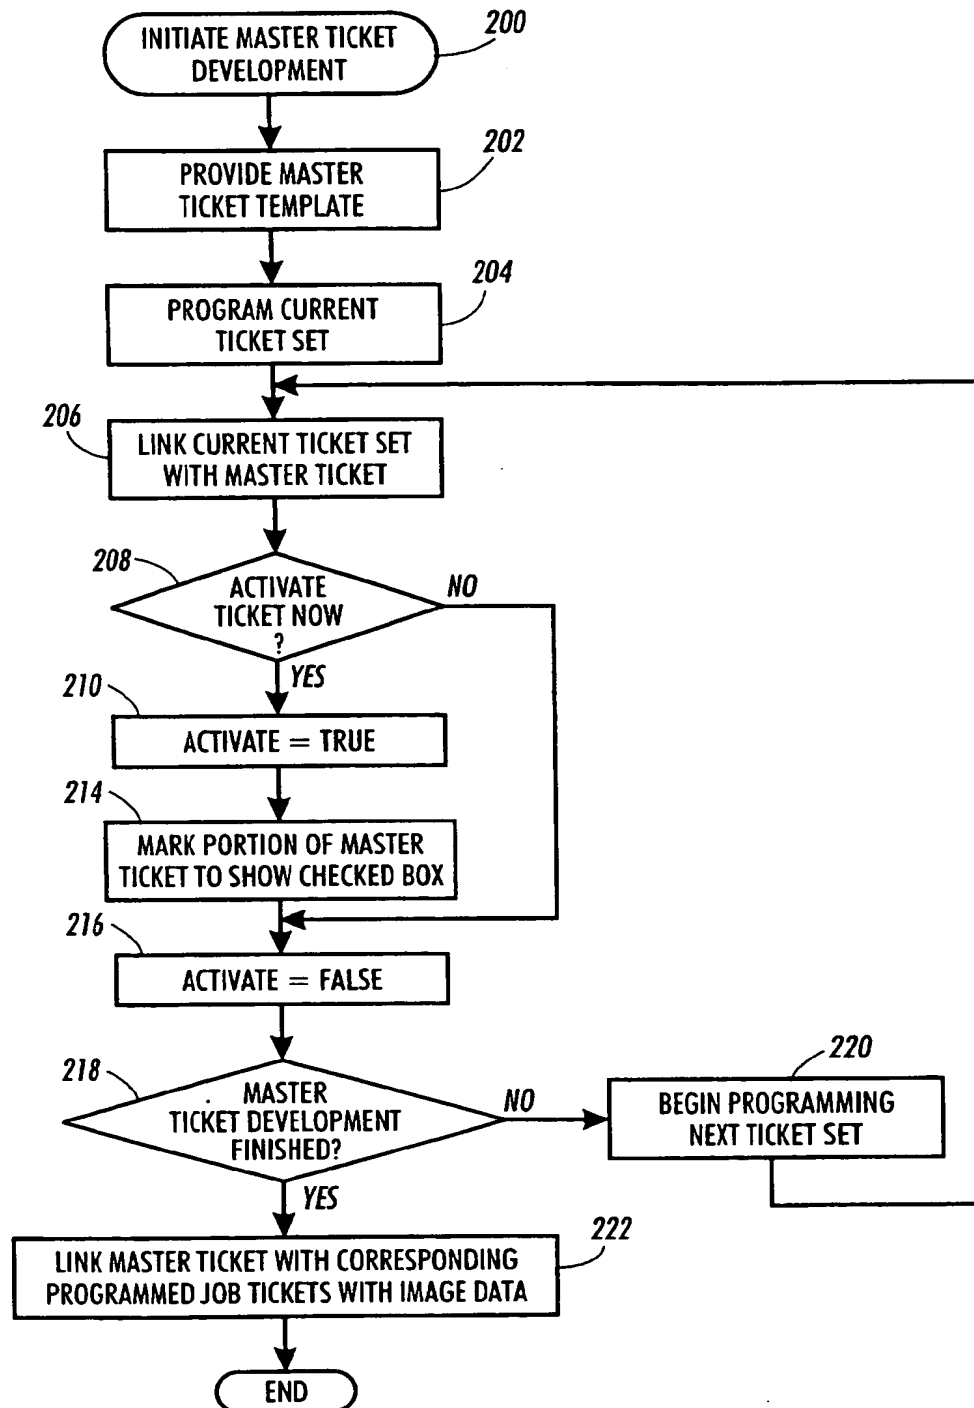 INITIATE MASTER TICKET
DEVELOPMENT
200
PROVIDE MASTER
TICKET TEMPLATE
202
PROGRAM CURRENT
TICKET SET
204
206
LINK CURRENT TICKET SET
WITH MASTER TICKET
208
ACTIVATE
TICKET NOW
?
NO
YES
210
ACTIVATE = TRUE
214
MARK PORTION OF MASTER
TICKET TO SHOW CHECKED BOX
216
ACTIVATE = FALSE
218
MASTER
TICKET DEVELOPMENT
FINISHED?
NO
220
BEGIN PROGRAMMING
NEXT TICKET SET
YES
222
LINK MASTER TICKET WITH CORRESPONDING
PROGRAMMED JOB TICKETS WITH IMAGE DATA
END